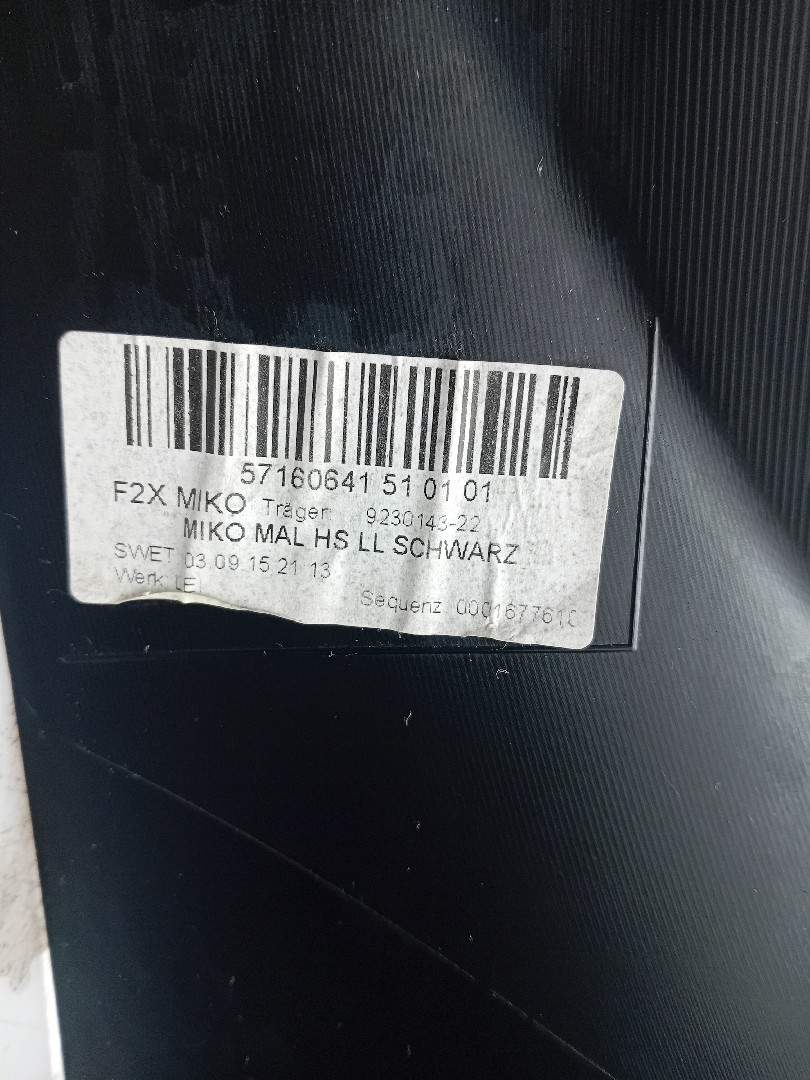 57160641 51 01 01
F2X MIKO Träger 9230143-22
MIKO MAL HS LL SCHWARZ
SWET 03.09.15 21:13
Werk: LEI
Sequenz 000167761